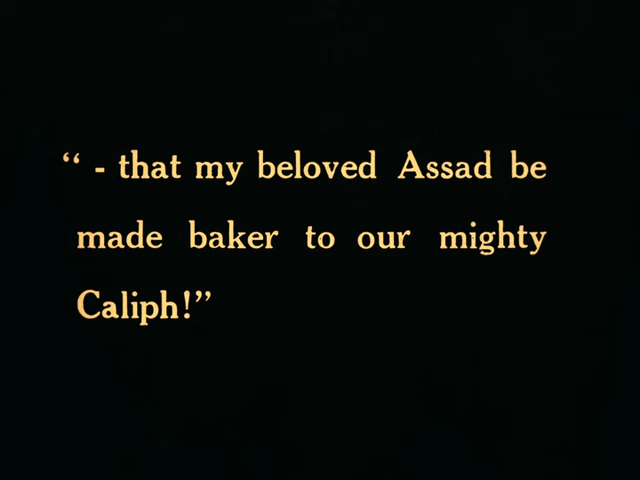 “ - that my beloved Assad be
made baker to our mighty
Caliph!”